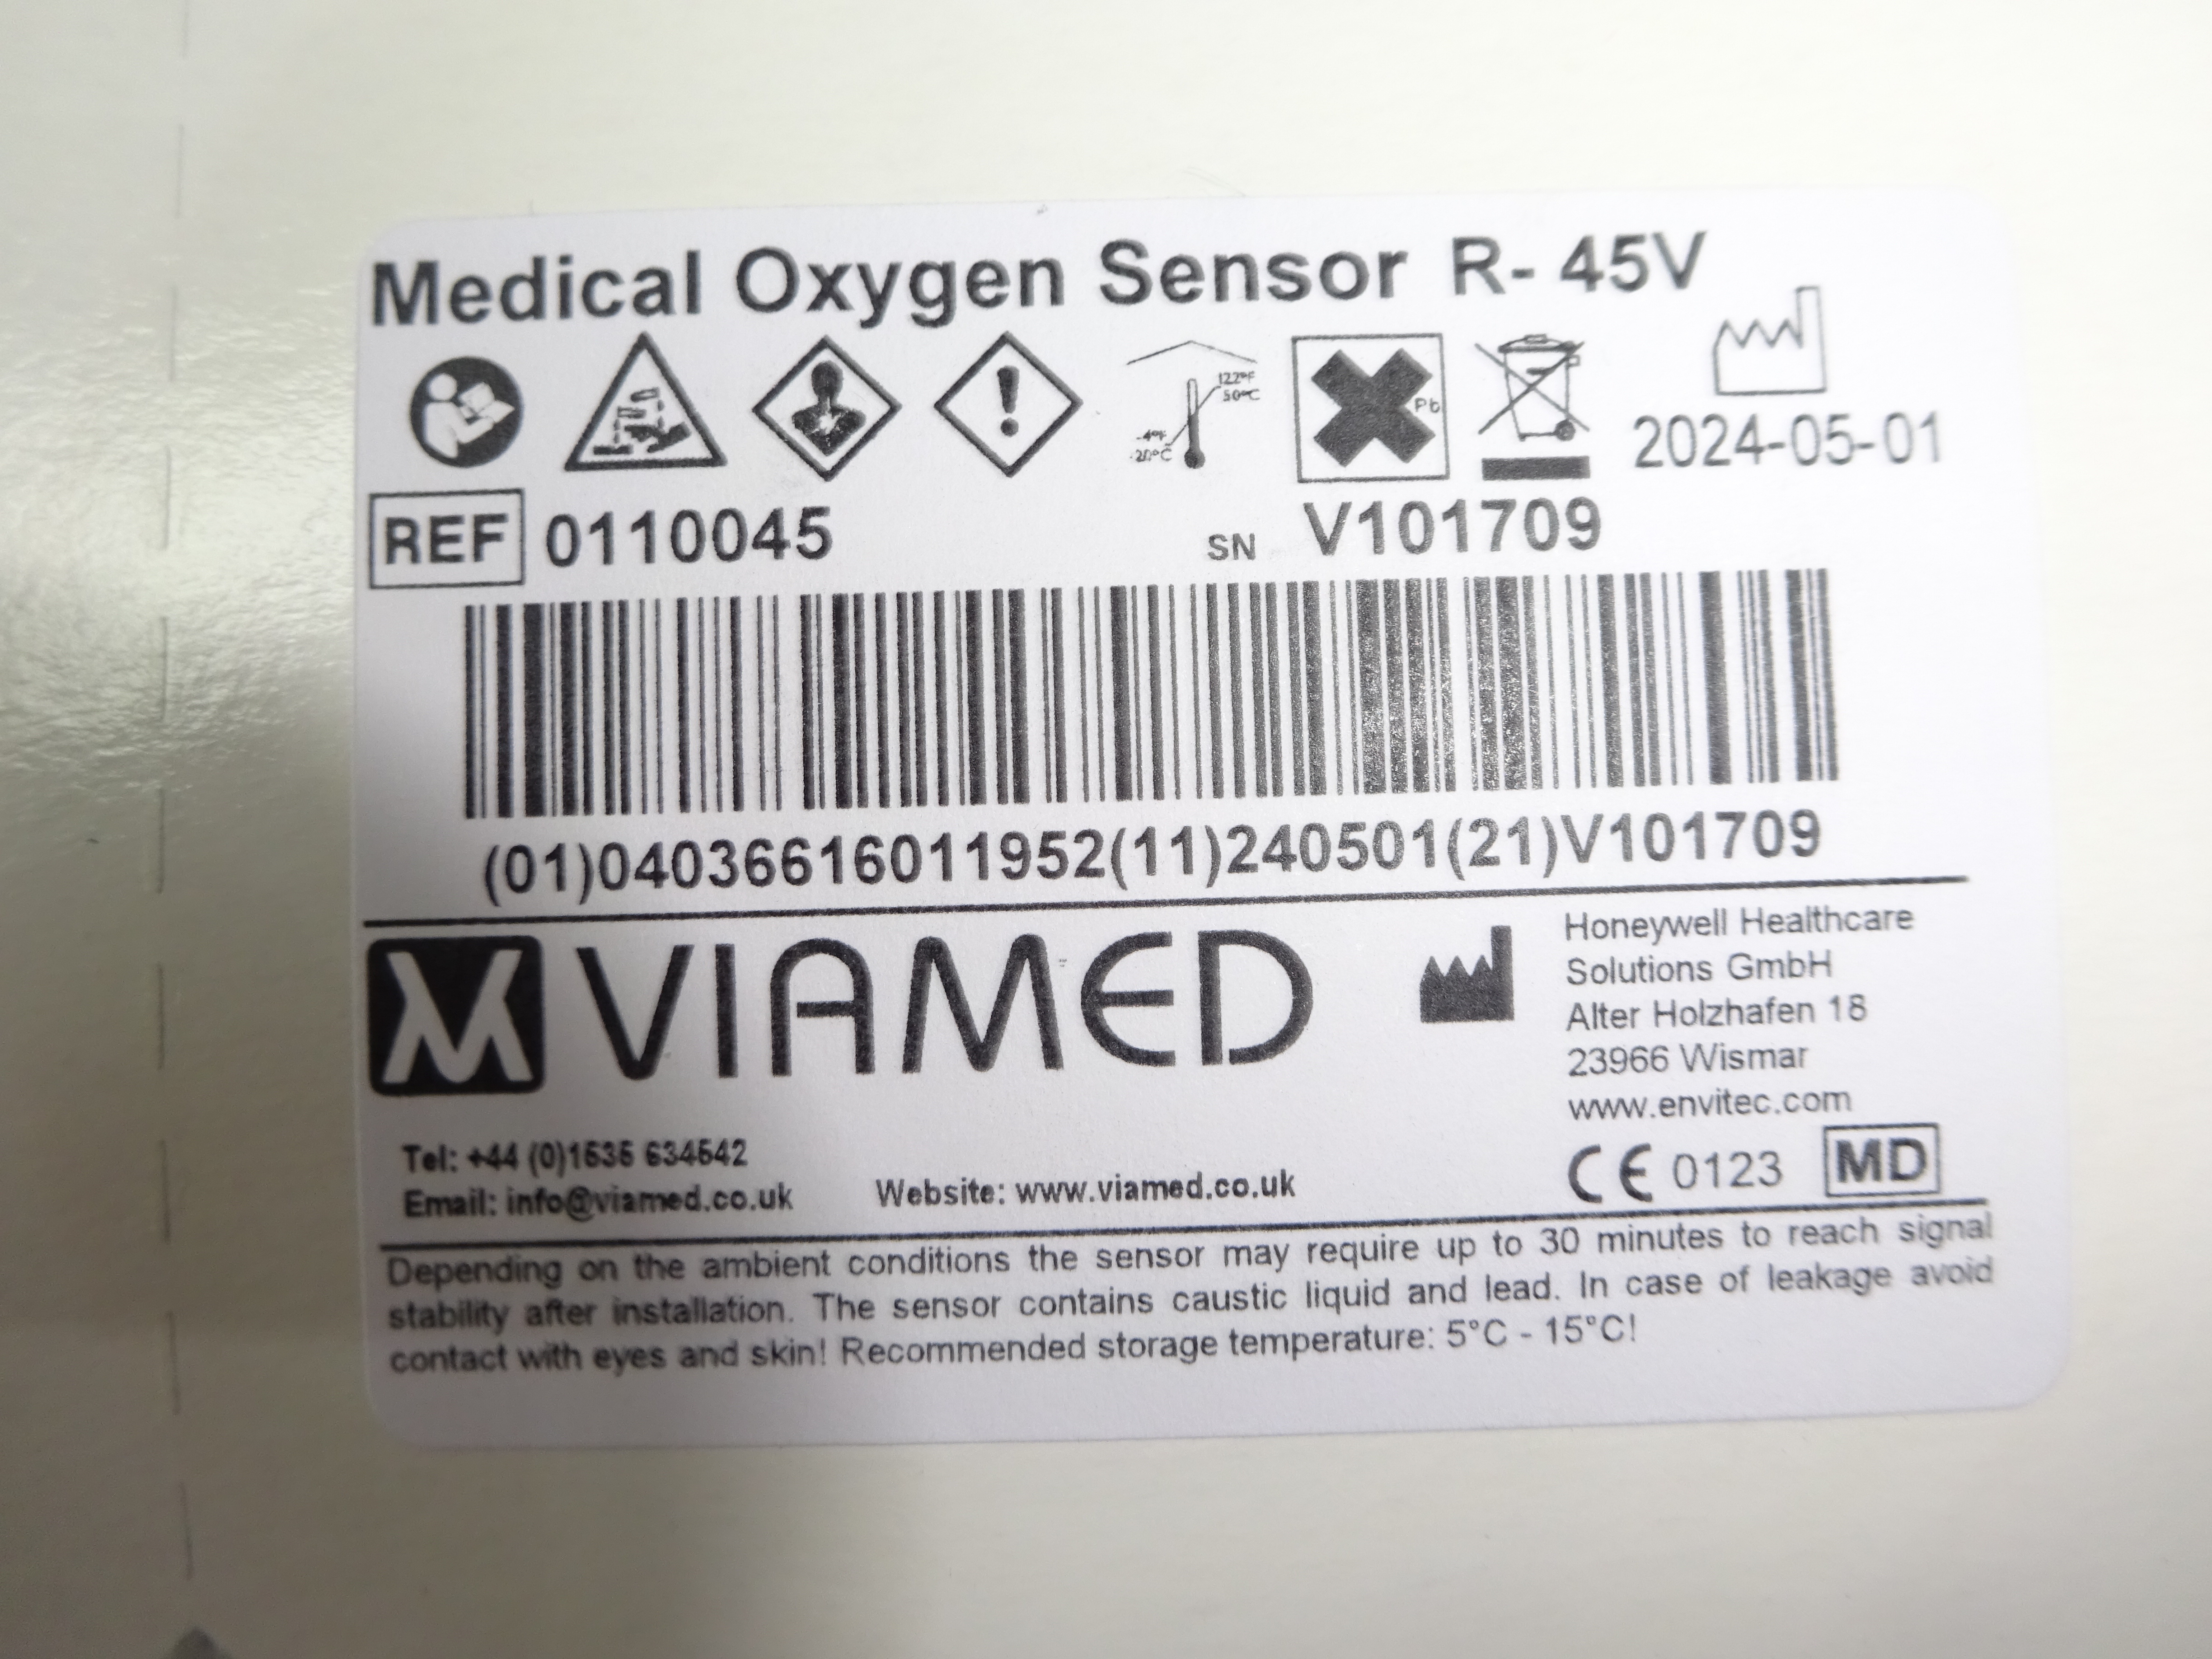 Medical Oxygen Sensor R- 45V
122°F
50°C
-4°F
-20°C
Pb
2024-05-01
REF 0110045 SN V101709
(01)04036616011952(11)240501(21)V101709
VIAMED
Honeywell Healthcare
Solutions GmbH
Alter Holzhafen 18
23966 Wismar
www.envitec.com
CE 0123 MD
Tel: +44 (0)1535 634542
Email: info@viamed.co.uk Website: www.viamed.co.uk
Depending on the ambient conditions the sensor may require up to 30 minutes to reach signal
stability after installation. The sensor contains caustic liquid and lead. In case of leakage avoid
contact with eyes and skin! Recommended storage temperature: 5°C - 15°C!